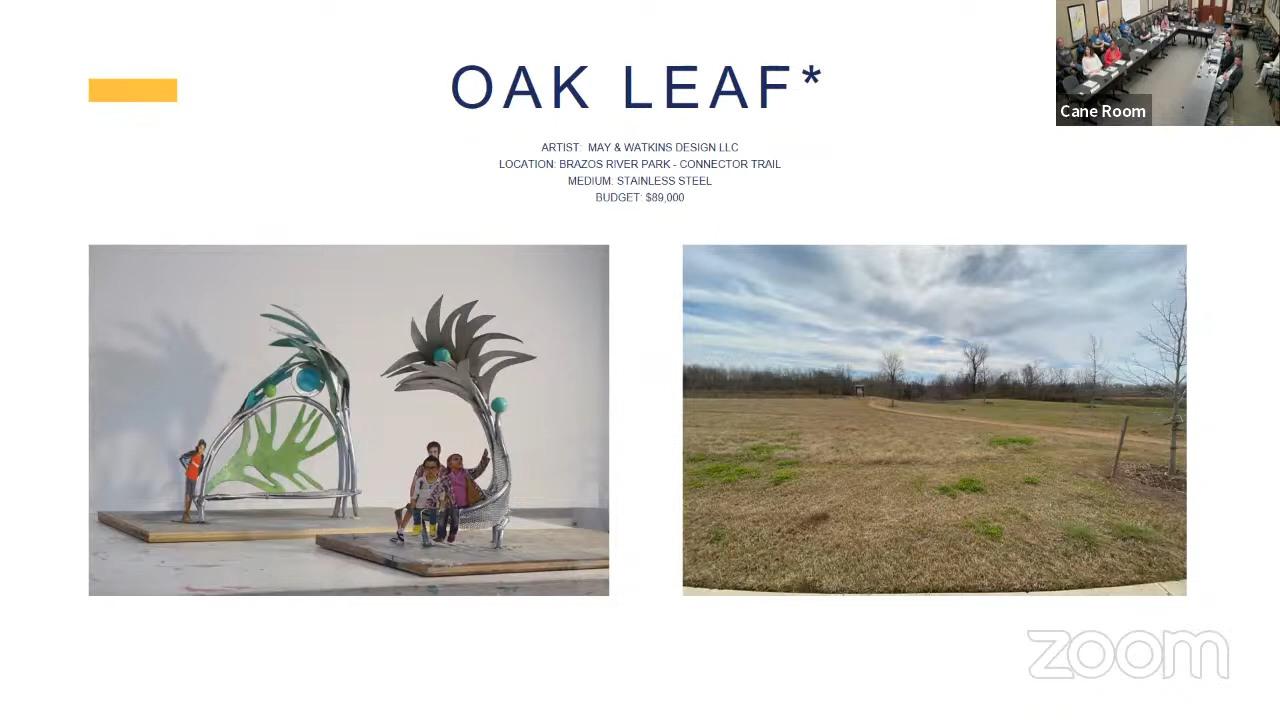 OAK LEAF*
Cane Room
ARTIST: MAY & WATKINS DESIGN LLC
LOCATION: BRAZOS RIVER PARK - CONNECTOR TRAIL
MEDIUM: STAINLESS STEEL
BUDGET: $89,000
zoom